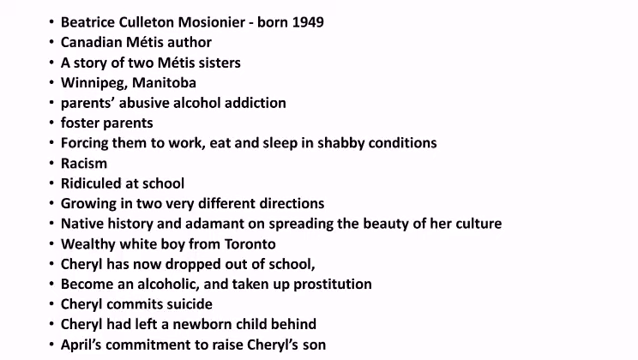 • Beatrice Culleton Mosionier - born 1949
• Canadian Métis author
• A story of two Métis sisters
• Winnipeg, Manitoba
• parents’ abusive alcohol addiction
• foster parents
• Forcing them to work, eat and sleep in shabby conditions
• Racism
• Ridiculed at school
• Growing in two very different directions
• Native history and adamant on spreading the beauty of her culture
• Wealthy white boy from Toronto
• Cheryl has now dropped out of school,
• Become an alcoholic, and taken up prostitution
• Cheryl commits suicide
• Cheryl had left a newborn child behind
• April’s commitment to raise Cheryl’s son